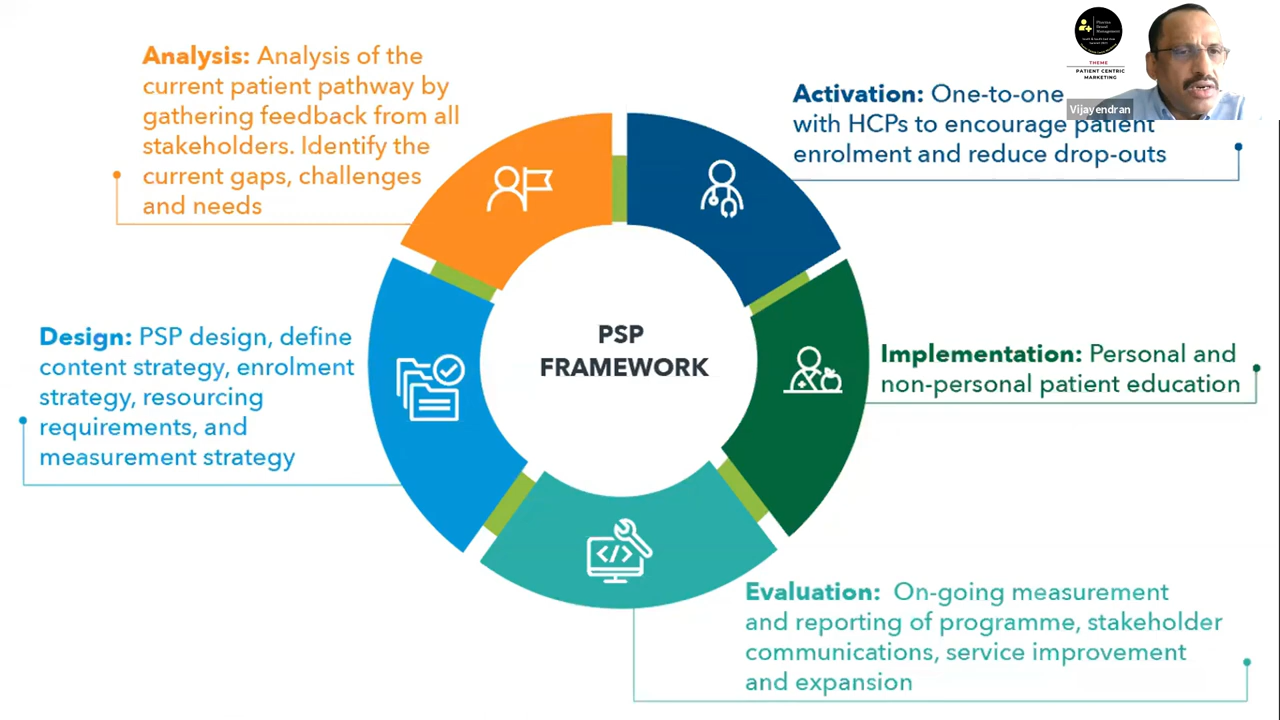 Analysis: Analysis of the
current patient pathway by
gathering feedback from all
stakeholders. Identify the
current gaps, challenges
and needs
Activation: One-to-one
with HCPs to encourage patient
enrolment and reduce drop-outs
THEME
PATIENT CENTRIC
MARKETING
Vijayendran
Design: PSP design, define
content strategy, enrolment
strategy, resourcing
requirements, and
measurement strategy
PSP
FRAMEWORK
Implementation: Personal and
non-personal patient education
</>
Evaluation: On-going measurement
and reporting of programme, stakeholder
communications, service improvement
and expansion